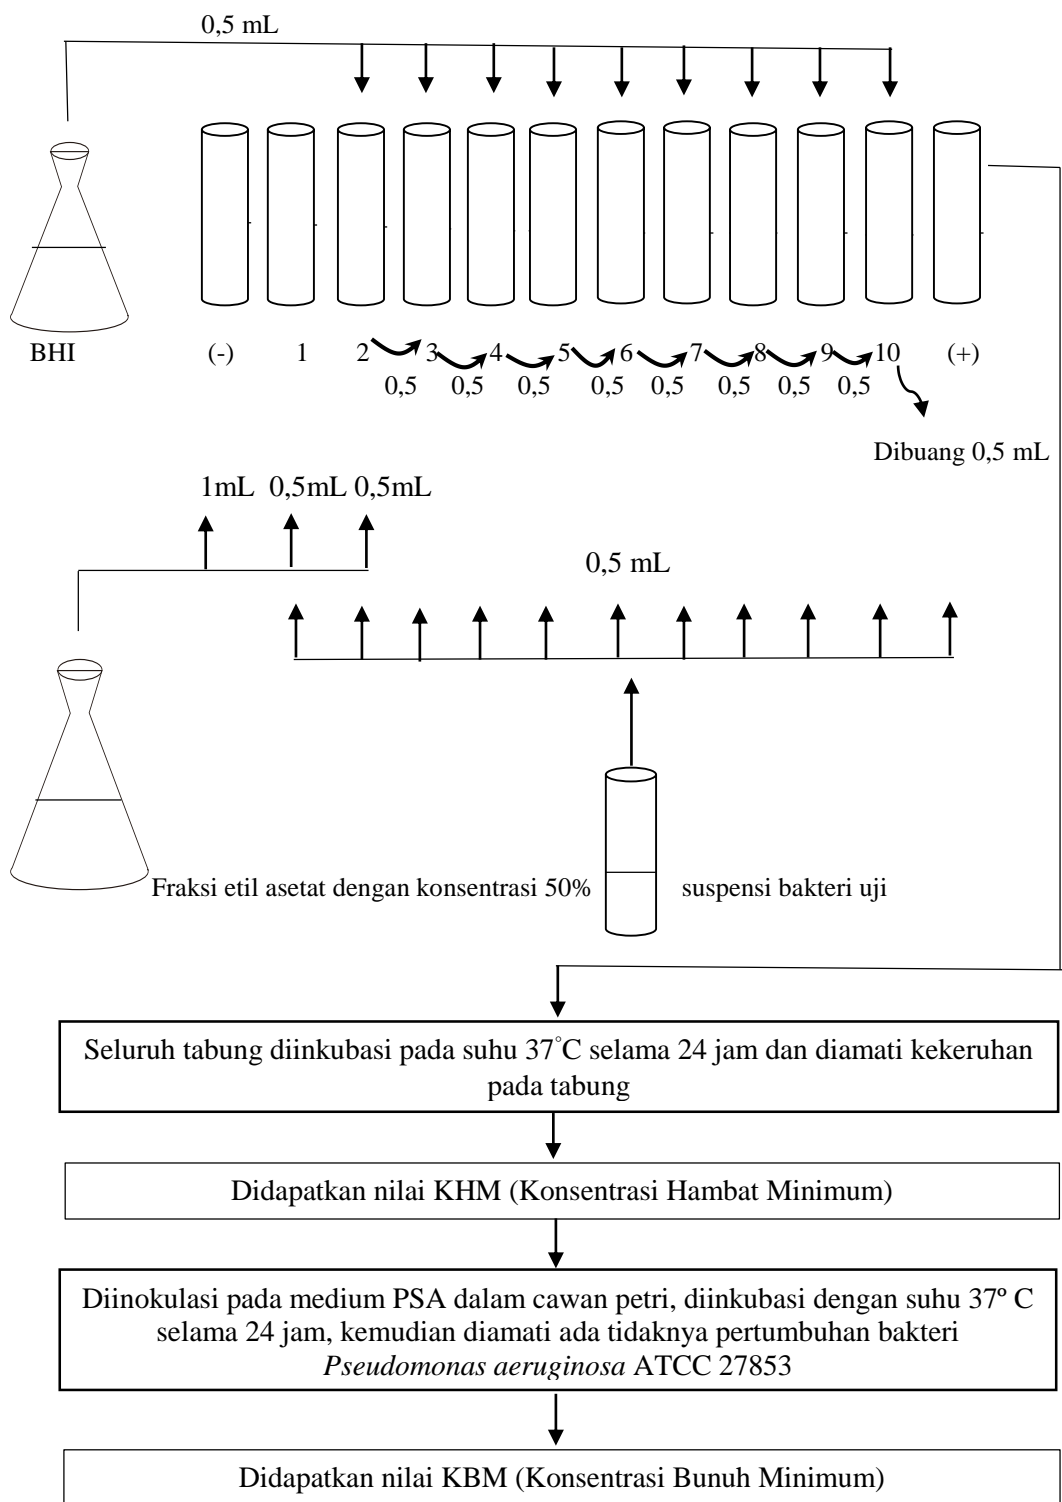 0,5 mL
BHI
(-) 1 2 3 4 5 6 7 8 9 10 (+)
0,5 0,5 0,5 0,5 0,5 0,5 0,5 0,5
Dibuang 0,5 mL
1mL 0,5mL 0,5mL
0,5 mL
Fraksi etil asetat dengan konsentrasi 50%
suspensi bakteri uji
Seluruh tabung diinkubasi pada suhu 37°C selama 24 jam dan diamati kekeruhan
pada tabung
Didapatkan nilai KHM (Konsentrasi Hambat Minimum)
Diinokulasi pada medium PSA dalam cawan petri, diinkubasi dengan suhu 37º C
selama 24 jam, kemudian diamati ada tidaknya pertumbuhan bakteri
Pseudomonas aeruginosa ATCC 27853
Didapatkan nilai KBM (Konsentrasi Bunuh Minimum)